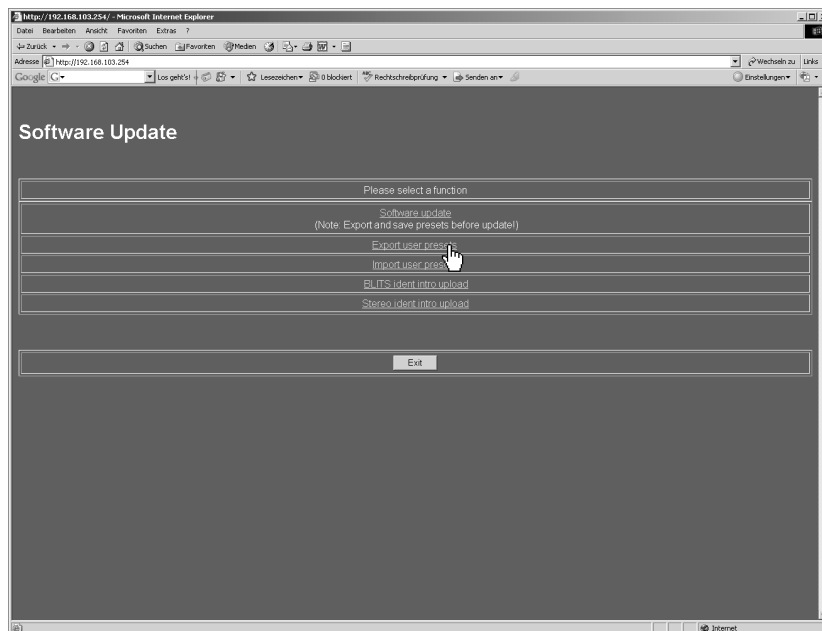 http://192.168.103.254/ - Microsoft Internet Explorer
Datei Bearbeiten Ansicht Favoriten Extras ?
Zurück Suchen Favoriten Medien
Adresse http://192.168.103.254 Wechseln zu Links
Google G Los geht's! Lesezeichen 0 blockiert Rechtschreibprüfung Senden an Einstellungen
Software Update
Please select a function
Software update
(Note: Export and save presets before update!)
Export user presets
Import user prese
BLITS ident intro upload
Stereo ident intro upload
Exit
Internet